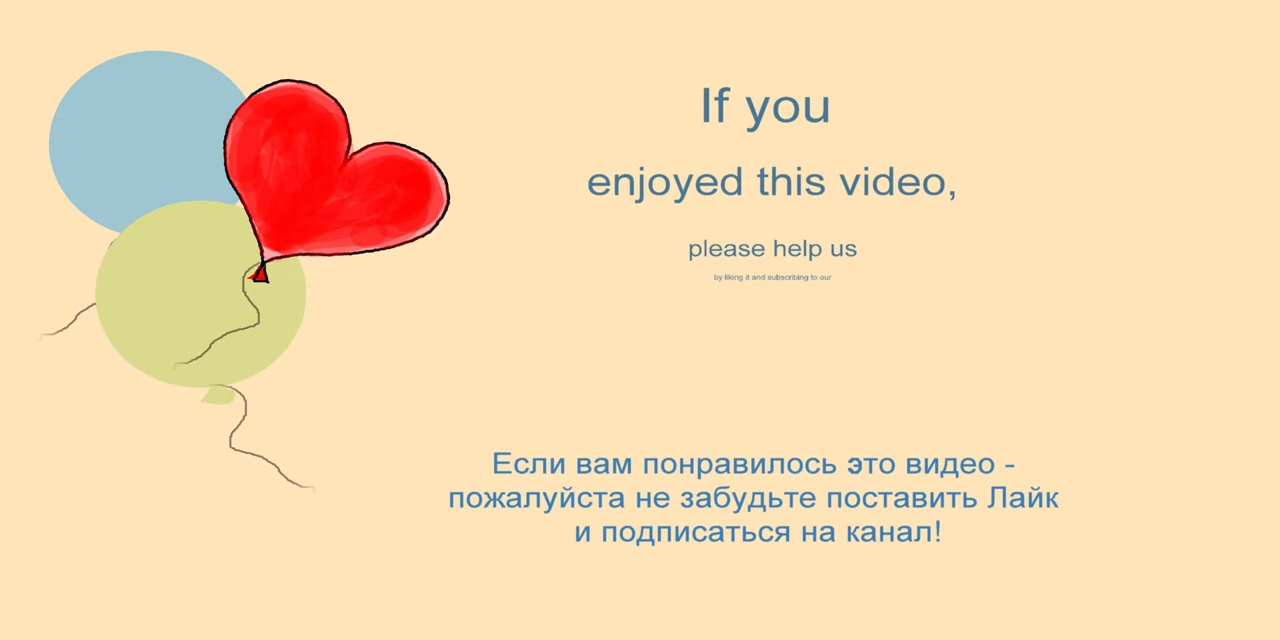 If you
enjoyed this video,
please help us
by liking it and subscribing to our
Если вам понравилось это видео -
пожалуйста не забудьте поставить Лайк
и подписаться на канал!